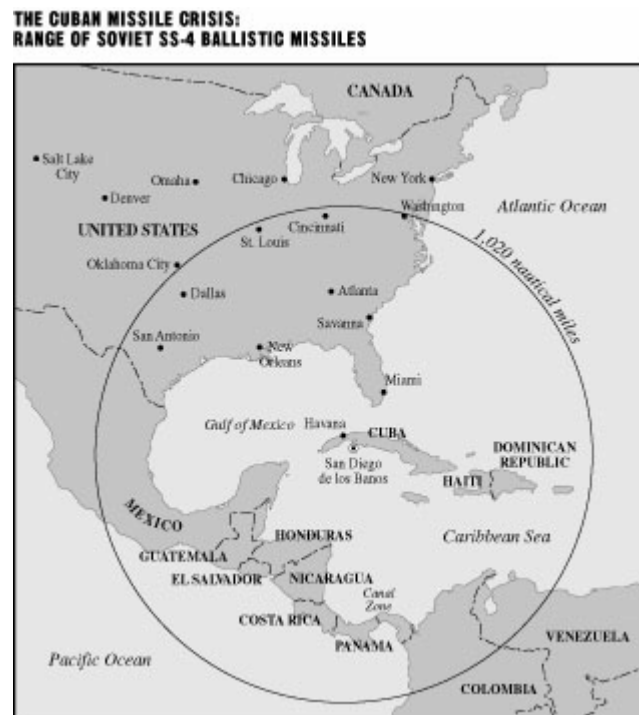 THE CUBAN MISSILE CRISIS:
RANGE OF SOVIET SS-4 BALLISTIC MISSILES
CANADA
Salt Lake
City
Omaha
Chicago
New York
Denver
Washington
Atlantic Ocean
UNITED STATES
Cincinnati
St. Louis
1,020 nautical miles
Oklahoma City
Dallas
Atlanta
Savanna
San Antonio
New
Orleans
Miami
Gulf of Mexico
Havana
CUBA
San Diego
de los Banos
DOMINICAN
REPUBLIC
HAITI
MEXICO
HONDURAS
Caribbean Sea
GUATEMALA
EL SALVADOR
NICARAGUA
Canal
Zone
COSTA RICA
PANAMA
VENEZUELA
Pacific Ocean
COLOMBIA